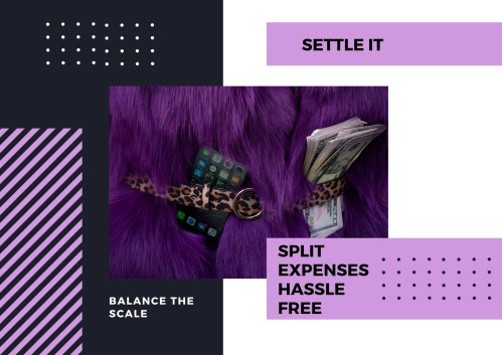 SETTLE IT
SPLIT
EXPENSES
HASSLE
FREE
BALANCE THE
SCALE